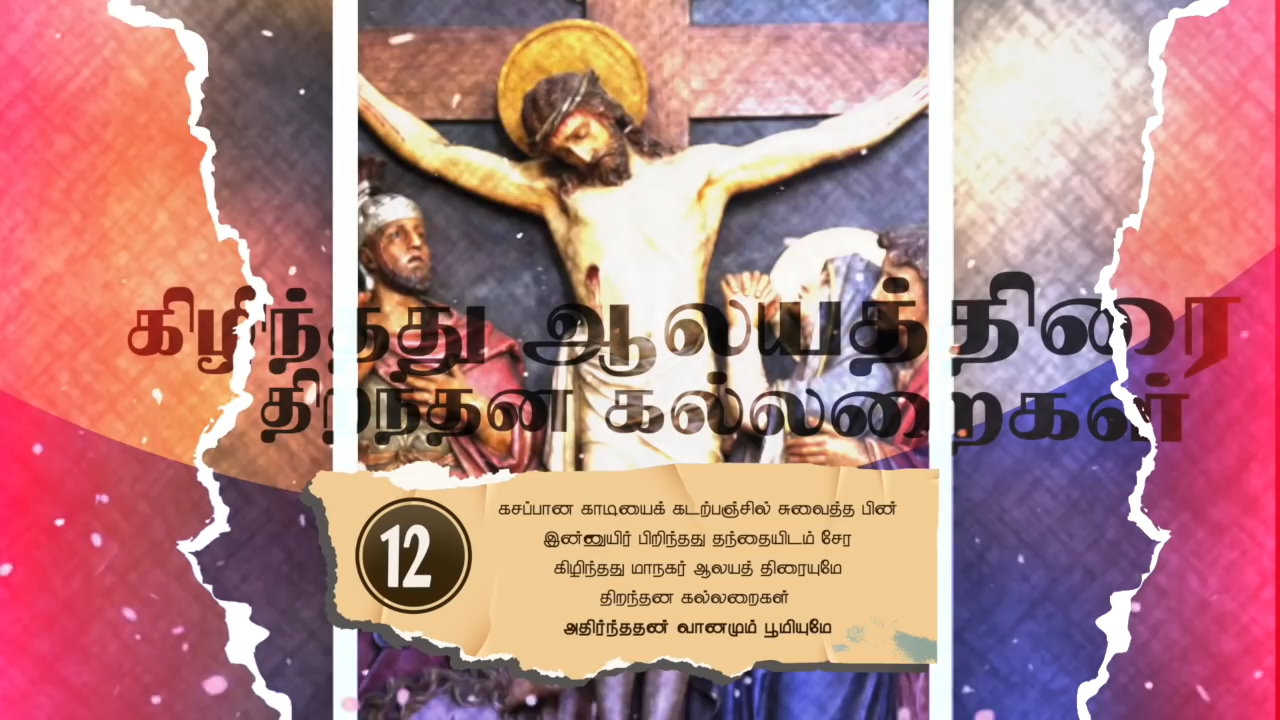 கிழிந்தது ஆலயத்திரை
திறந்தன கல்லறைகள்
12
கசப்பான காடியைக் கடற்பஞ்சில் சுவைத்த பின்
இன்னுயிர் பிறிந்தது தந்தையிடம் சேர
கிழிந்தது மாநகர் ஆலயத் திரையுமே
திறந்தன கல்லறைகள்
அதிர்ந்ததன் வானமும் பூமியுமே